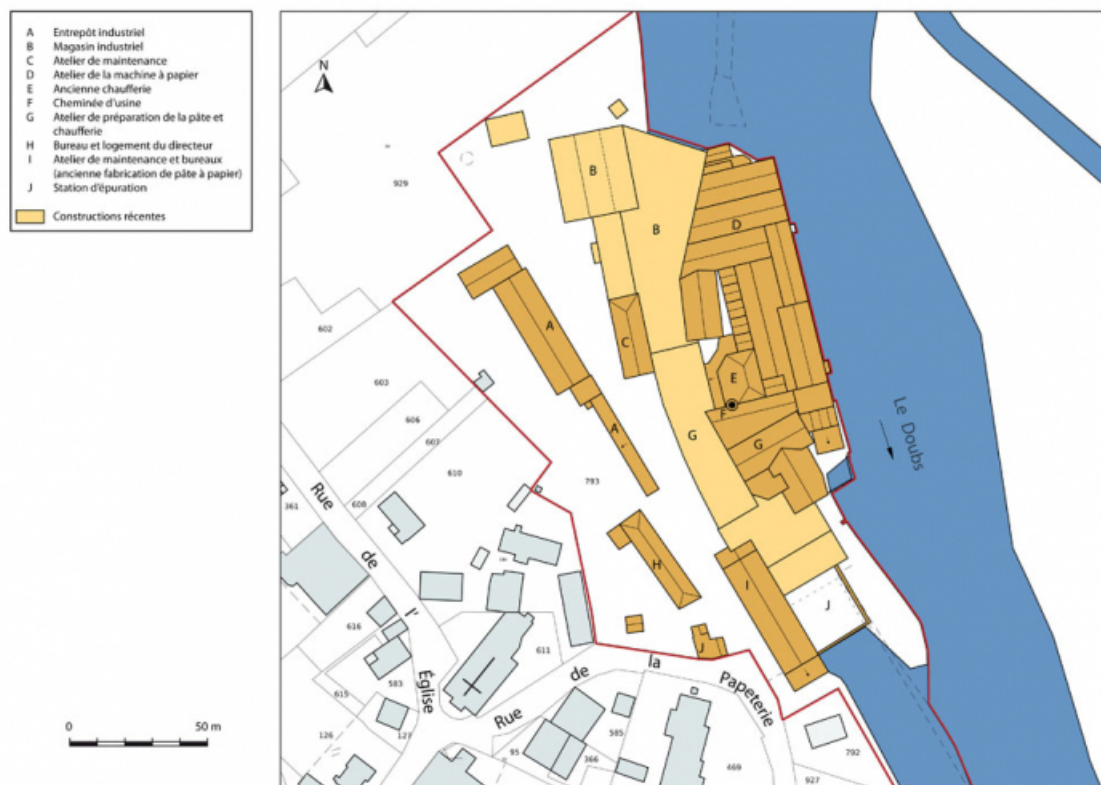 A Entrepôt industriel
B Magasin industriel
C Atelier de maintenance
D Atelier de la machine à papier
E Ancienne chaufferie
F Cheminée d'usine
G Atelier de préparation de la pâte et
chaufferie
H Bureau et logement du directeur
I Atelier de maintenance et bureaux
(ancienne fabrication de pâte à papier)
J Station d'épuration
Constructions récentes
N
929
B
B
D
602
A
C
E
603
F
606
A
G
G
607
Le Doubs
610
793
Rue de l'Église
361
608
H
I
J
616
611
J
615
583
Rue de la Papeterie
126
127
585
95
366
469
792
927
0 50 m